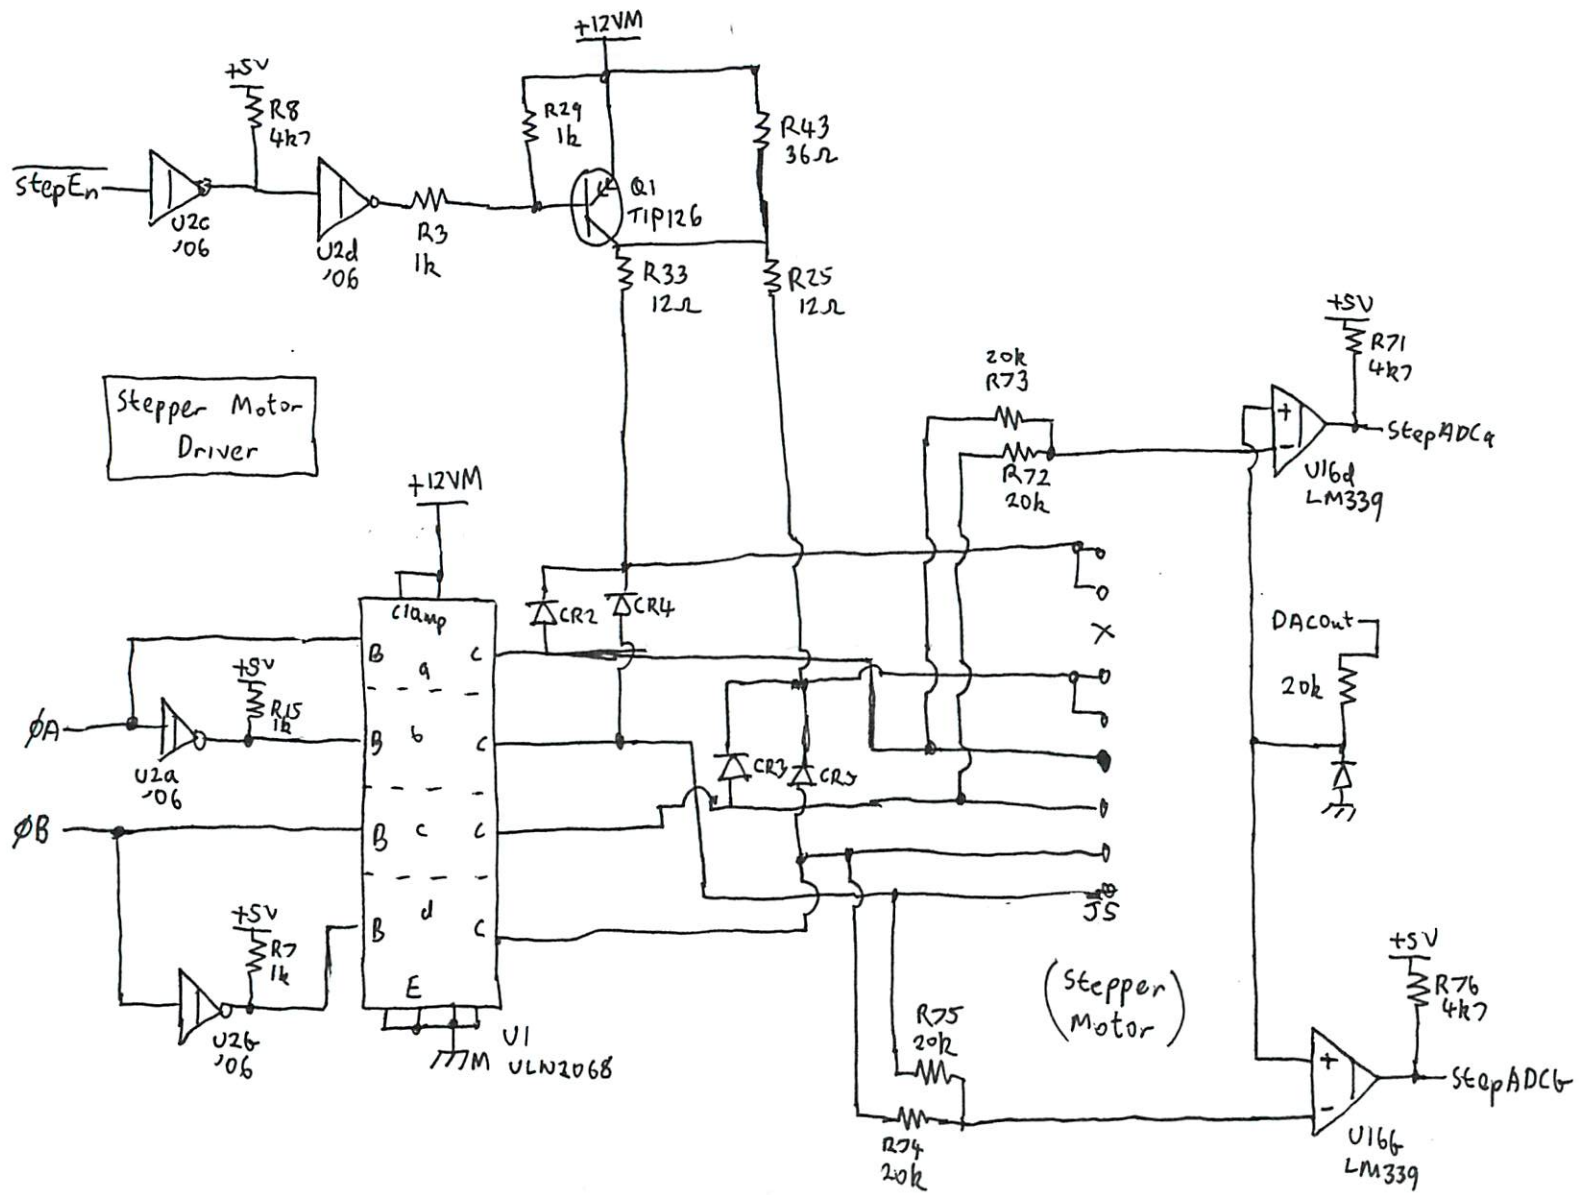 +12VM
+5V
R8
4k7
R29
1k
R43
36Ω
stepEn
U2c
'06
U2d
'06
R3
1k
Q1
TIP126
R33
12Ω
R25
12Ω
Stepper Motor
Driver
+5V
R71
4k7
20k
R73
R72
20k
+
-
StepADCa
U16d
LM339
+12VM
Clamp
CR2
CR4
DACOut
20k
X
B
a
C
+5V
R15
1k
ØA
B
b
C
U2a
'06
CR3
CR5
ØB
B
c
C
+5V
R7
1k
B
d
C
J5
E
U2b
'06
M
U1
ULN2068
(Stepper
Motor)
R75
20k
R74
20k
+5V
R76
4k7
+
-
StepADCb
U16b
LM339